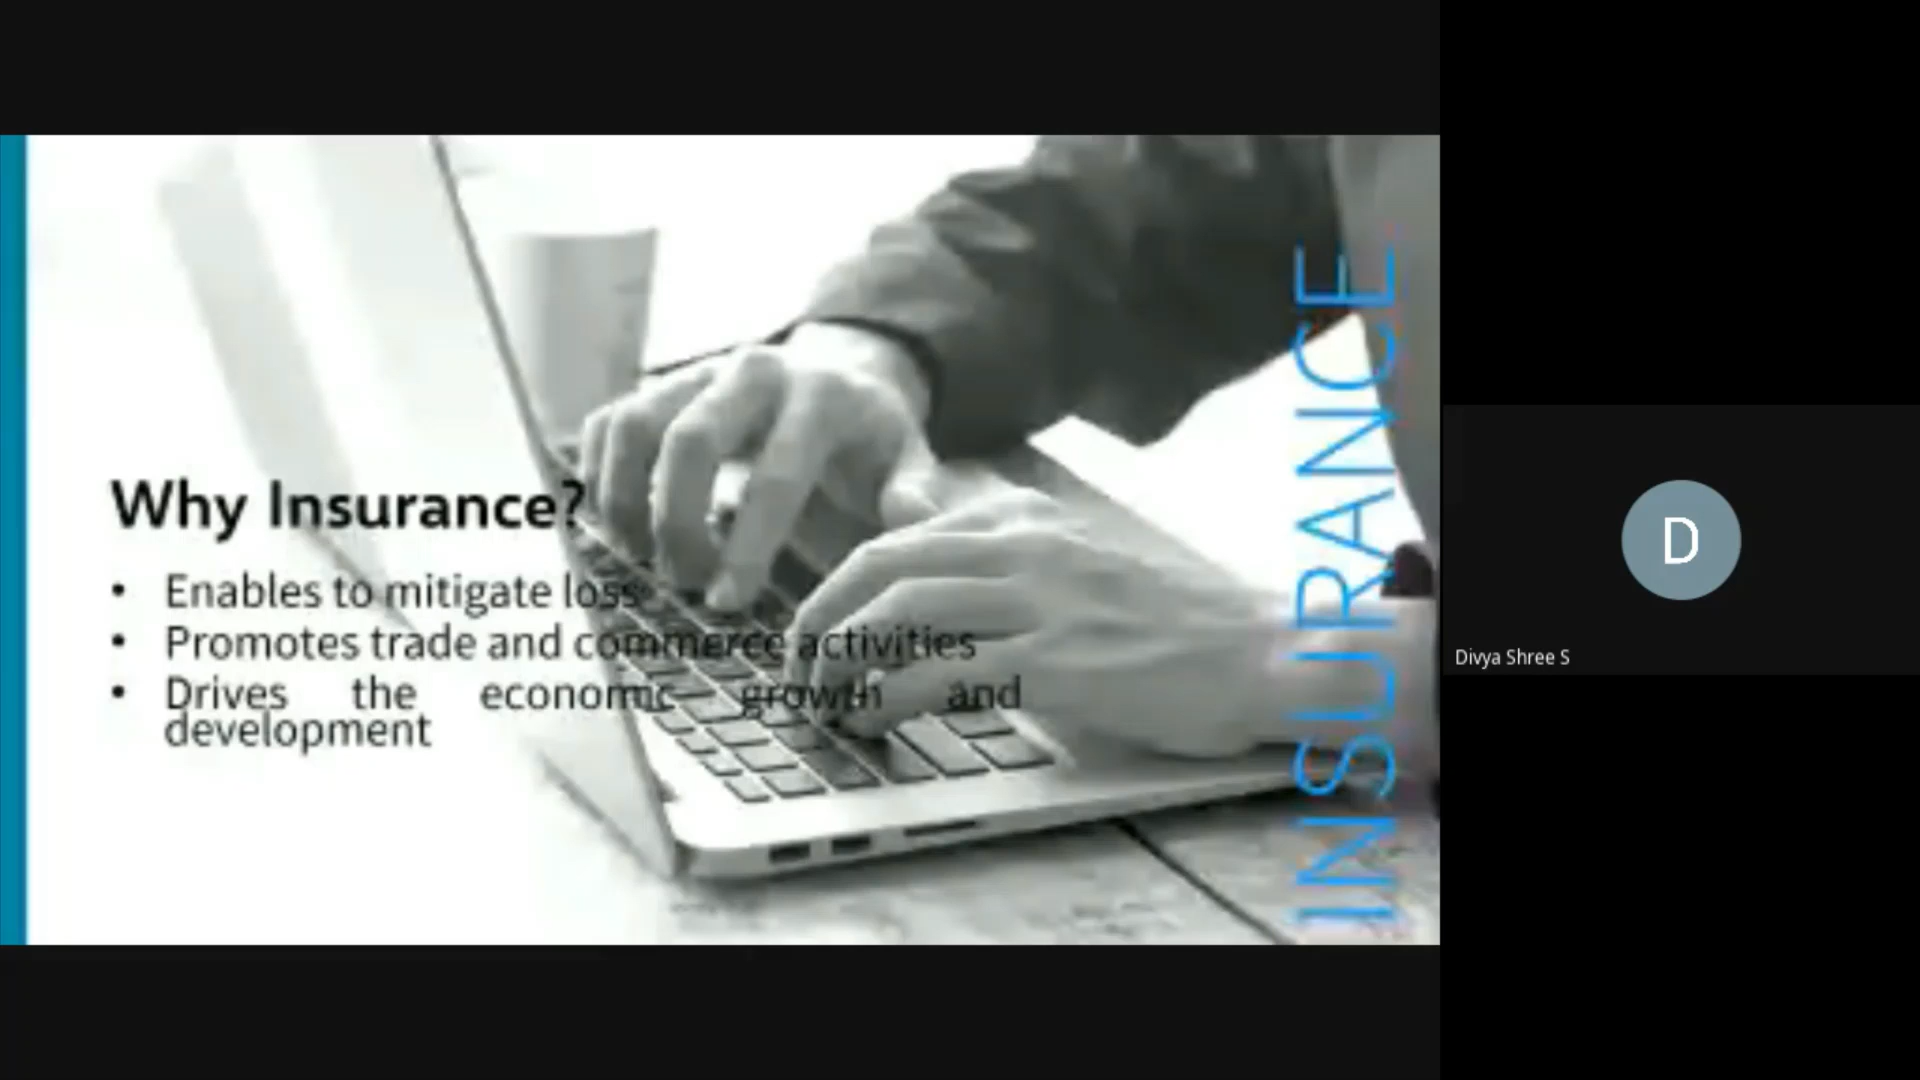 Why Insurance?
• Enables to mitigate loss
• Promotes trade and commerce activities
• Drives the economic growth and
development
INSURANCE
D
Divya Shree S